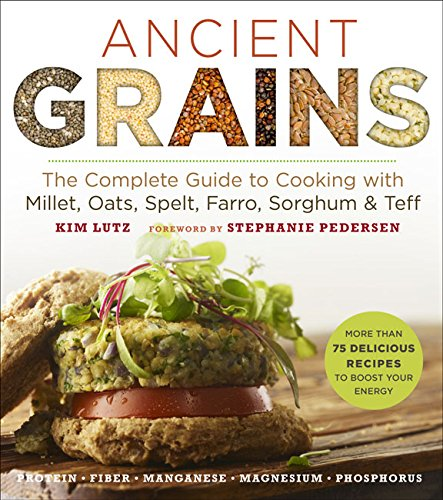 ANCIENT
GRAINS
The Complete Guide to Cooking with
Millet, Oats, Spelt, Farro, Sorghum & Teff
KIM LUTZ FOREWORD BY STEPHANIE PEDERSEN
MORE THAN
75 DELICIOUS
RECIPES
TO BOOST YOUR
ENERGY
PROTEIN • FIBER • MANGANESE • MAGNESIUM • PHOSPHORUS